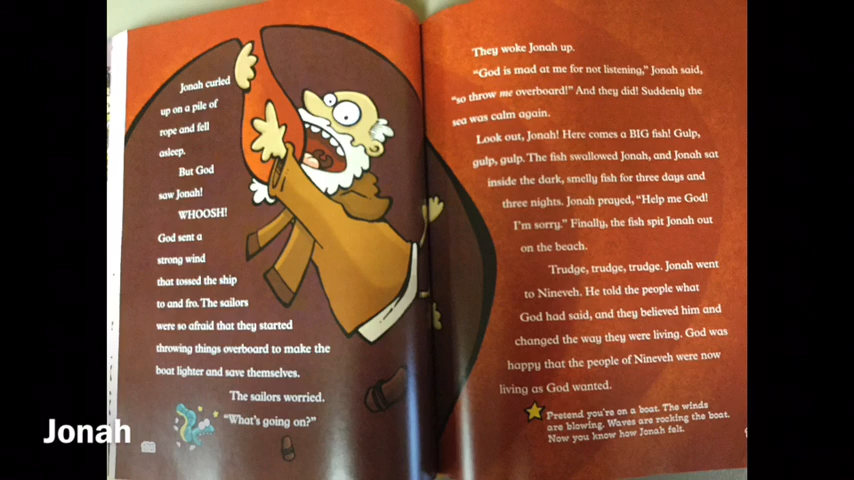 Jonah curled
up on a pile of
rope and fell
asleep.
But God
saw Jonah!
WHOOSH!
God sent a
strong wind
that tossed the ship
to and fro. The sailors
were so afraid that they started
throwing things overboard to make the
boat lighter and save themselves.
The sailors worried.
"What's going on?"
They woke Jonah up.
"God is mad at me for not listening," Jonah said,
"so throw me overboard!" And they did! Suddenly the
sea was calm again.
Look out, Jonah! Here comes a BIG fish! Gulp,
gulp, gulp. The fish swallowed Jonah, and Jonah sat
inside the dark, smelly fish for three days and
three nights. Jonah prayed, "Help me God!
I'm sorry." Finally, the fish spit Jonah out
on the beach.
Trudge, trudge, trudge. Jonah went
to Nineveh. He told the people what
God had said, and they believed him and
changed the way they were living. God was
happy that the people of Nineveh were now
living as God wanted.
Pretend you're on a boat. The winds
are blowing. Waves are rocking the boat.
Now you know how Jonah felt.
Jonah